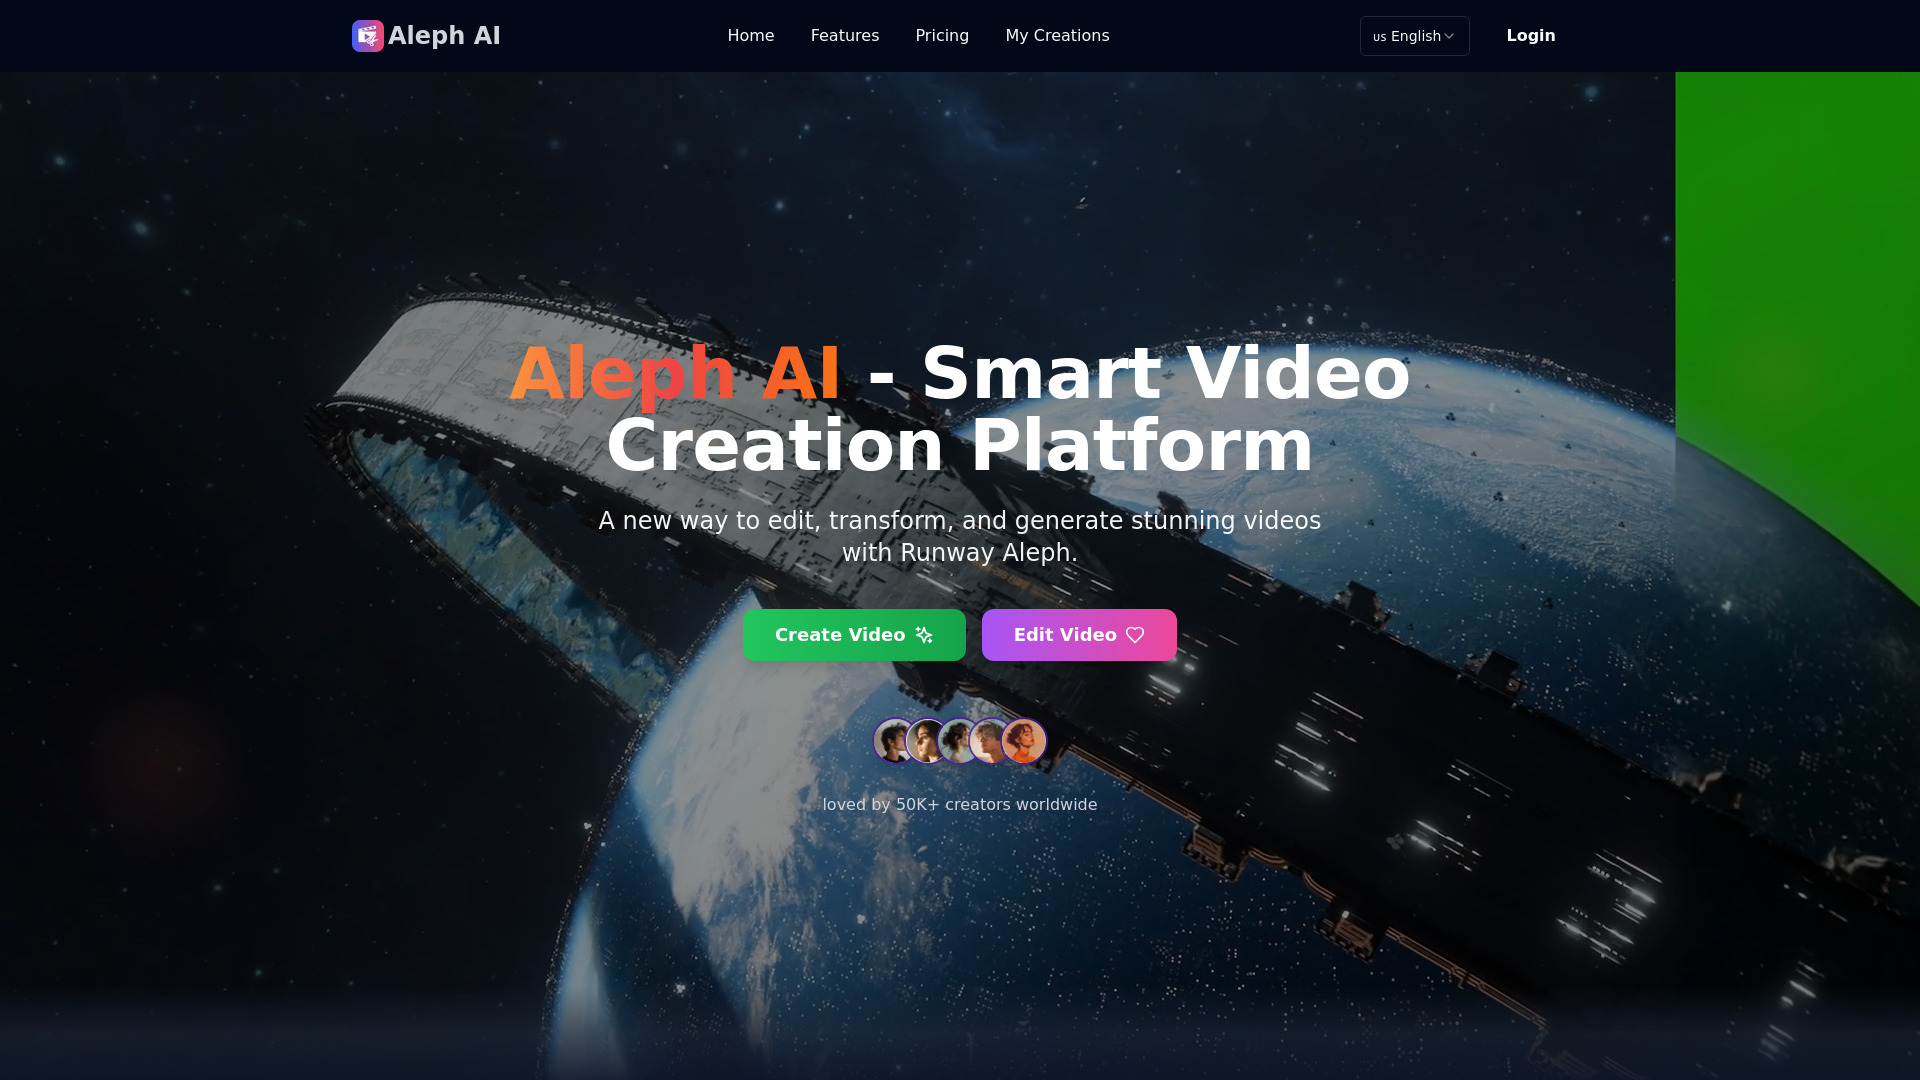 Aleph AI
Home
Features
Pricing
My Creations
us English
Login
Aleph AI - Smart Video
Creation Platform
A new way to edit, transform, and generate stunning videos
with Runway Aleph.
Create Video
Edit Video
loved by 50K+ creators worldwide